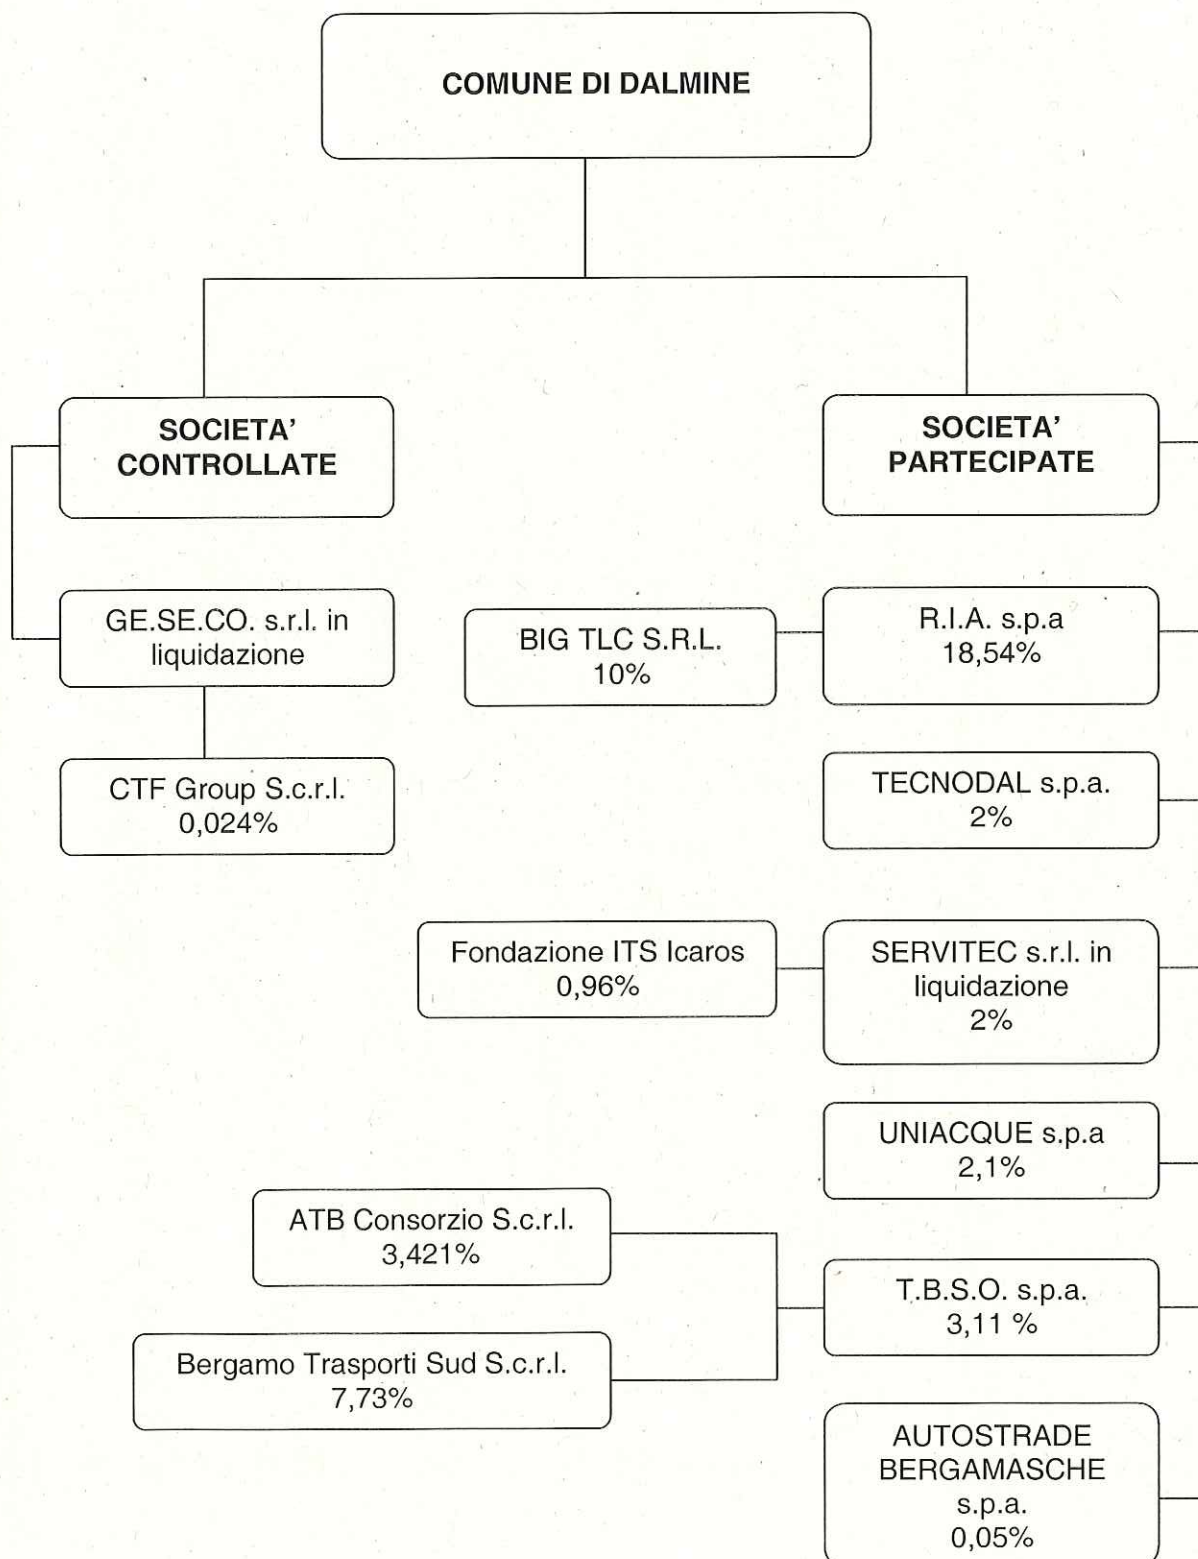 COMUNE DI DALMINE
SOCIETA'
CONTROLLATE
GE.SE.CO. s.r.l. in
liquidazione
CTF Group S.c.r.l.
0,024%
SOCIETA'
PARTECIPATE
BIG TLC S.R.L.
10%
R.I.A. s.p.a
18,54%
TECNODAL s.p.a.
2%
Fondazione ITS Icaros
0,96%
SERVITEC s.r.l. in
liquidazione
2%
UNIACQUE s.p.a
2,1%
ATB Consorzio S.c.r.l.
3,421%
Bergamo Trasporti Sud S.c.r.l.
7,73%
T.B.S.O. s.p.a.
3,11 %
AUTOSTRADE
BERGAMASCHE
s.p.a.
0,05%